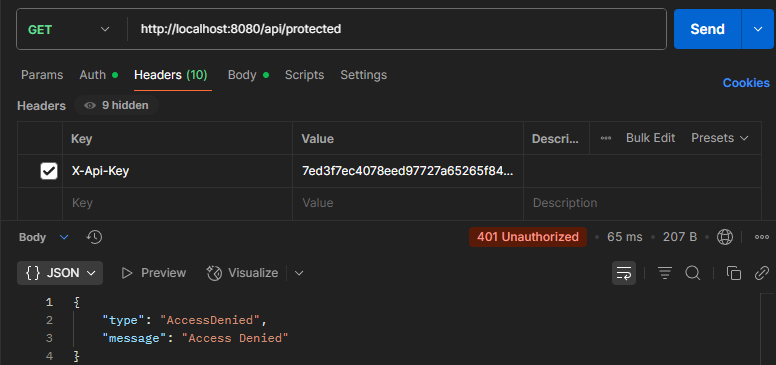 GET http://localhost:8080/api/protected Send
Params Auth Headers (10) Body Scripts Settings Cookies
Headers 9 hidden
Key Value Descri... ••• Bulk Edit Presets
X-Api-Key 7ed3f7ec4078eed97727a65265f84...
Key Value Description
Body 401 Unauthorized • 65 ms • 207 B •••
{ } JSON Preview Visualize
1 {
2 "type": "AccessDenied",
3 "message": "Access Denied"
4 }